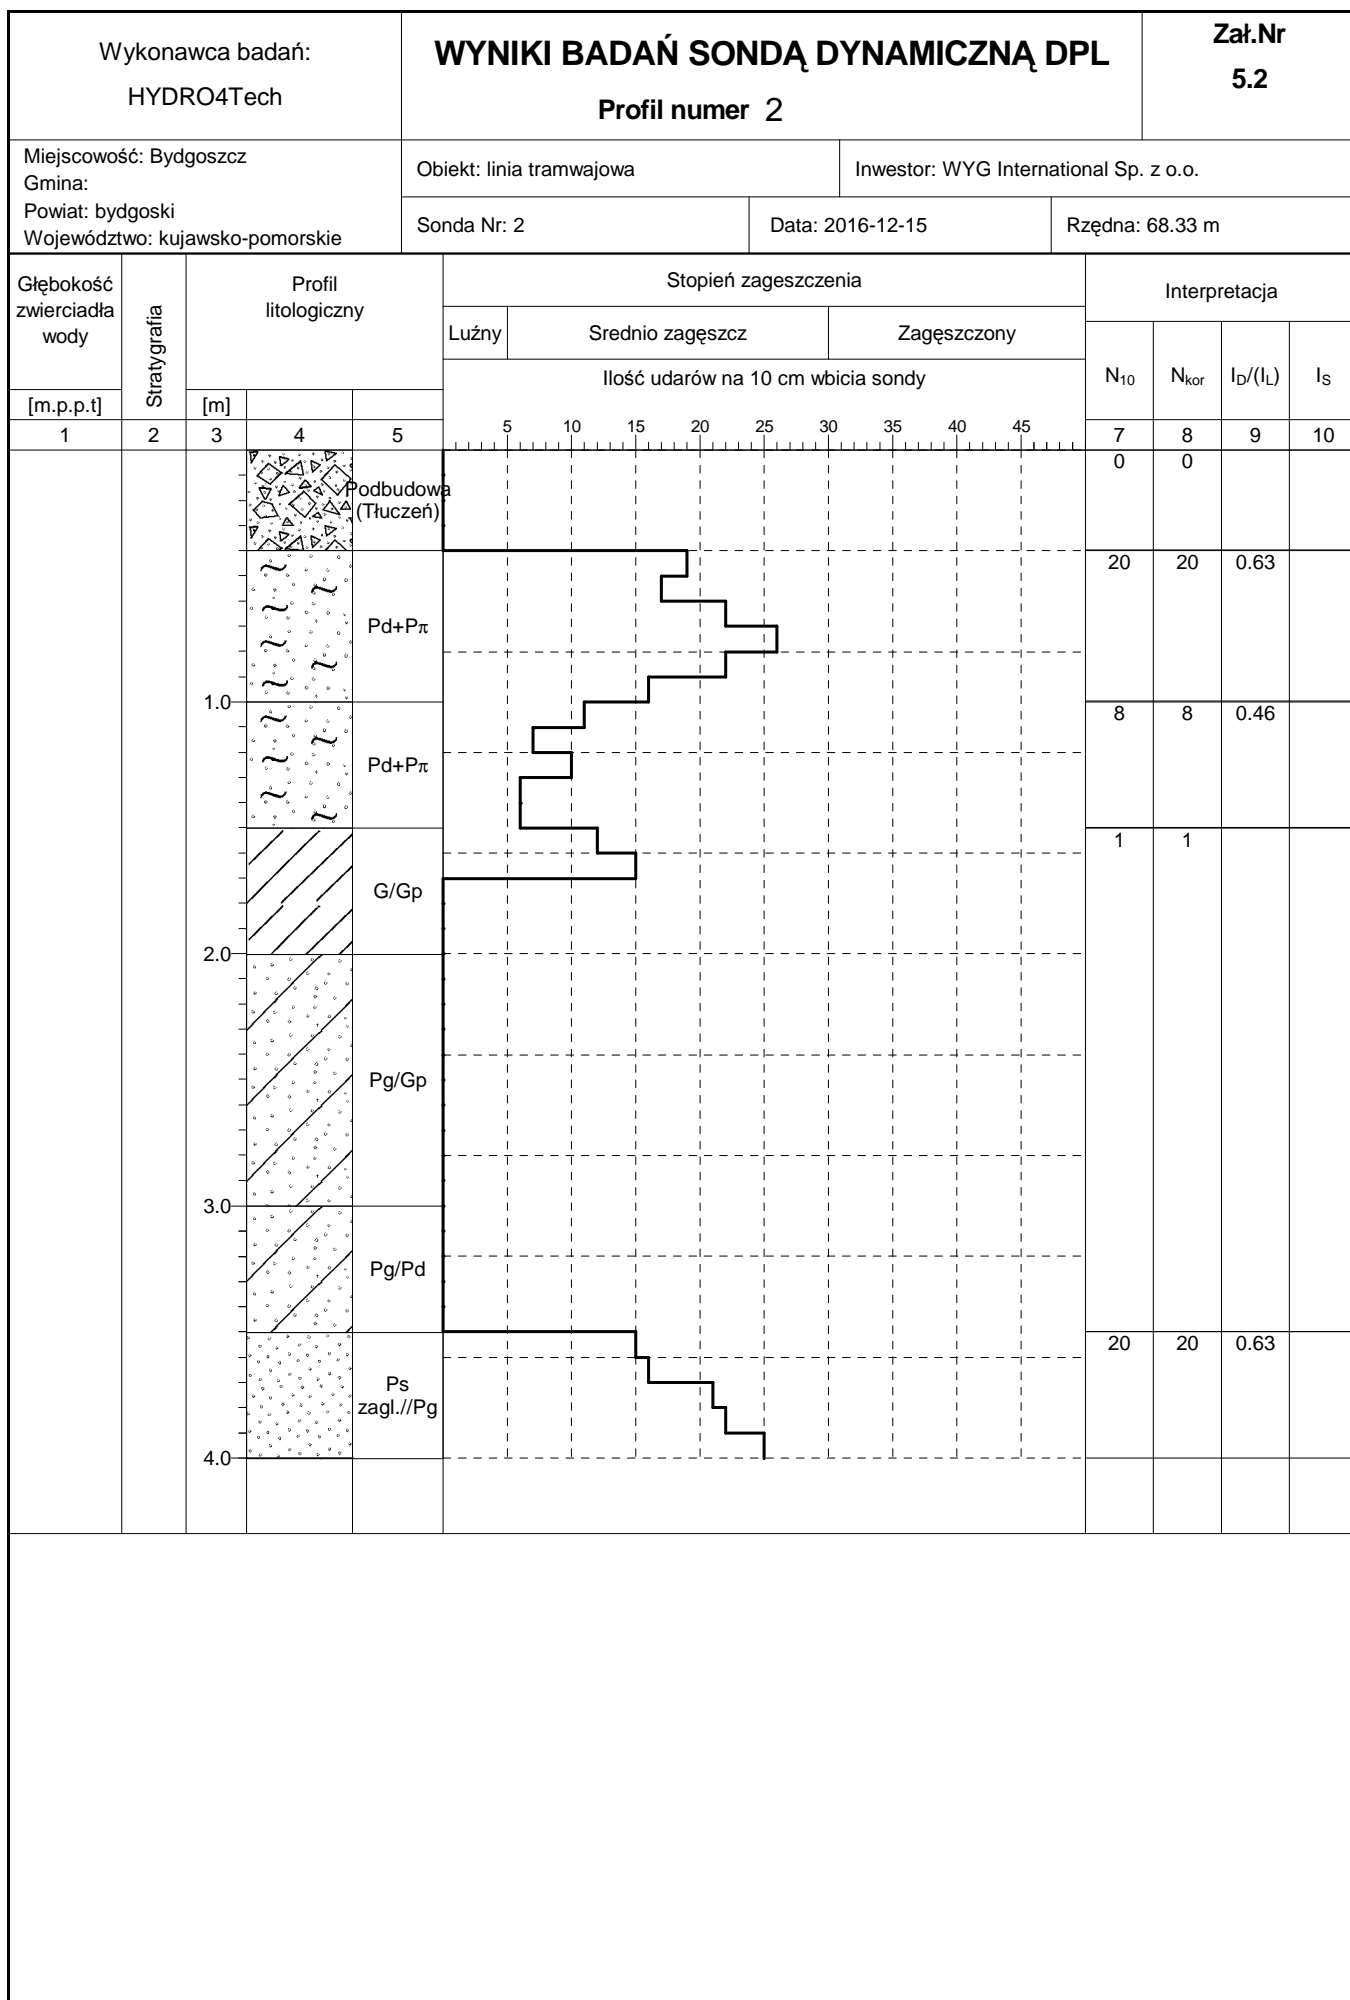 Wykonawca badań:
HYDRO4Tech
WYNIKI BADAŃ SONDĄ DYNAMICZNĄ DPL
Profil numer 2
Zał.Nr
5.2
Miejscowość: Bydgoszcz
Gmina:
Powiat: bydgoski
Województwo: kujawsko-pomorskie
Obiekt: linia tramwajowa
Inwestor: WYG International Sp. z o.o.
Sonda Nr: 2
Data: 2016-12-15
Rzędna: 68.33 m
Głębokość
zwierciadła
wody
[m.p.p.t]
Stratygrafia
Profil
litologiczny
[m]
Stopień zageszczenia
Luźny
Srednio zagęszcz
Zagęszczony
Ilość udarów na 10 cm wbicia sondy
Interpretacja
N10
Nkor
ID/(IL)
IS
1 2 3 4 5
5 10 15 20 25 30 35 40 45
7 8 9 10
Podbudowa
(Tłuczeń)
0 0
20 20 0.63
Pd+Pπ
1.0
8 8 0.46
Pd+Pπ
1 1
G/Gp
2.0
Pg/Gp
3.0
Pg/Pd
20 20 0.63
Ps
zagl.//Pg
4.0